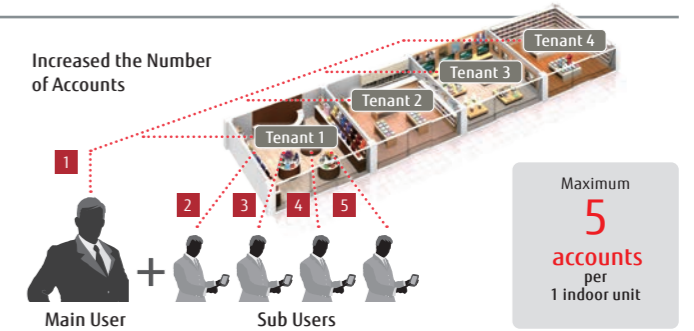 Increased the Number
of Accounts
Tenant 4
Tenant 3
Tenant 2
Tenant 1
1
2
3
4
5
Main User
Sub Users
Maximum
5
accounts
per
1 indoor unit